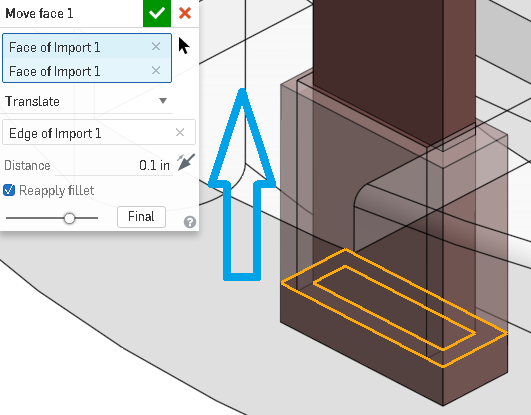 Move face 1
Face of Import 1
Face of Import 1
Translate
Edge of Import 1
Distance 0.1 in
Reapply fillet
Final